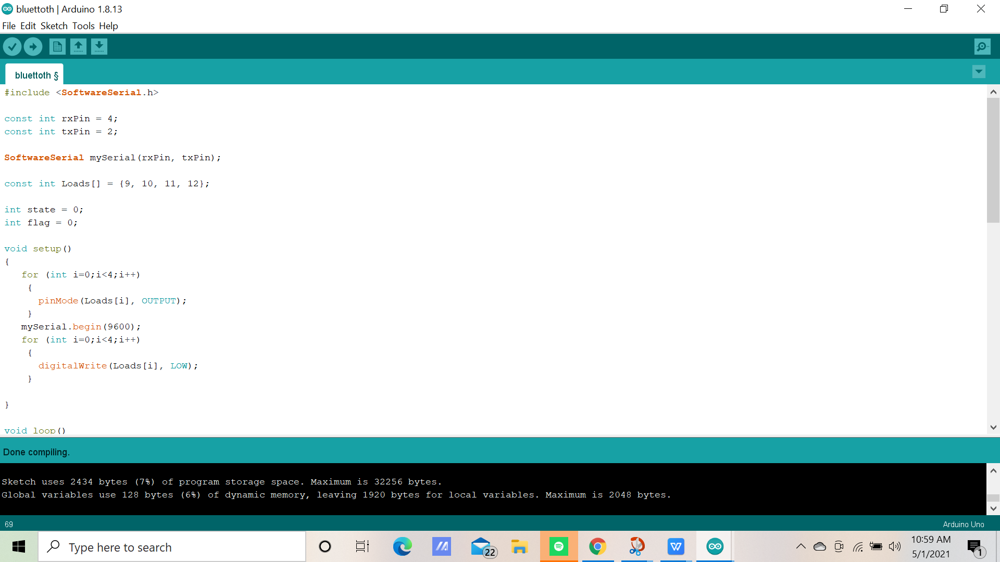 bluettoth | Arduino 1.8.13
File Edit Sketch Tools Help
bluettoth §
#include <SoftwareSerial.h>
const int rxPin = 4;
const int txPin = 2;
SoftwareSerial mySerial(rxPin, txPin);
const int Loads[] = {9, 10, 11, 12};
int state = 0;
int flag = 0;
void setup()
{
for (int i=0;i<4;i++)
{
pinMode(Loads[i], OUTPUT);
}
mySerial.begin(9600);
for (int i=0;i<4;i++)
{
digitalWrite(Loads[i], LOW);
}
}
void loop()
Done compiling.
Sketch uses 2434 bytes (7%) of program storage space. Maximum is 32256 bytes.
Global variables use 128 bytes (6%) of dynamic memory, leaving 1920 bytes for local variables. Maximum is 2048 bytes.
69
Arduino Uno
Type here to search
22
10:59 AM
5/1/2021
1